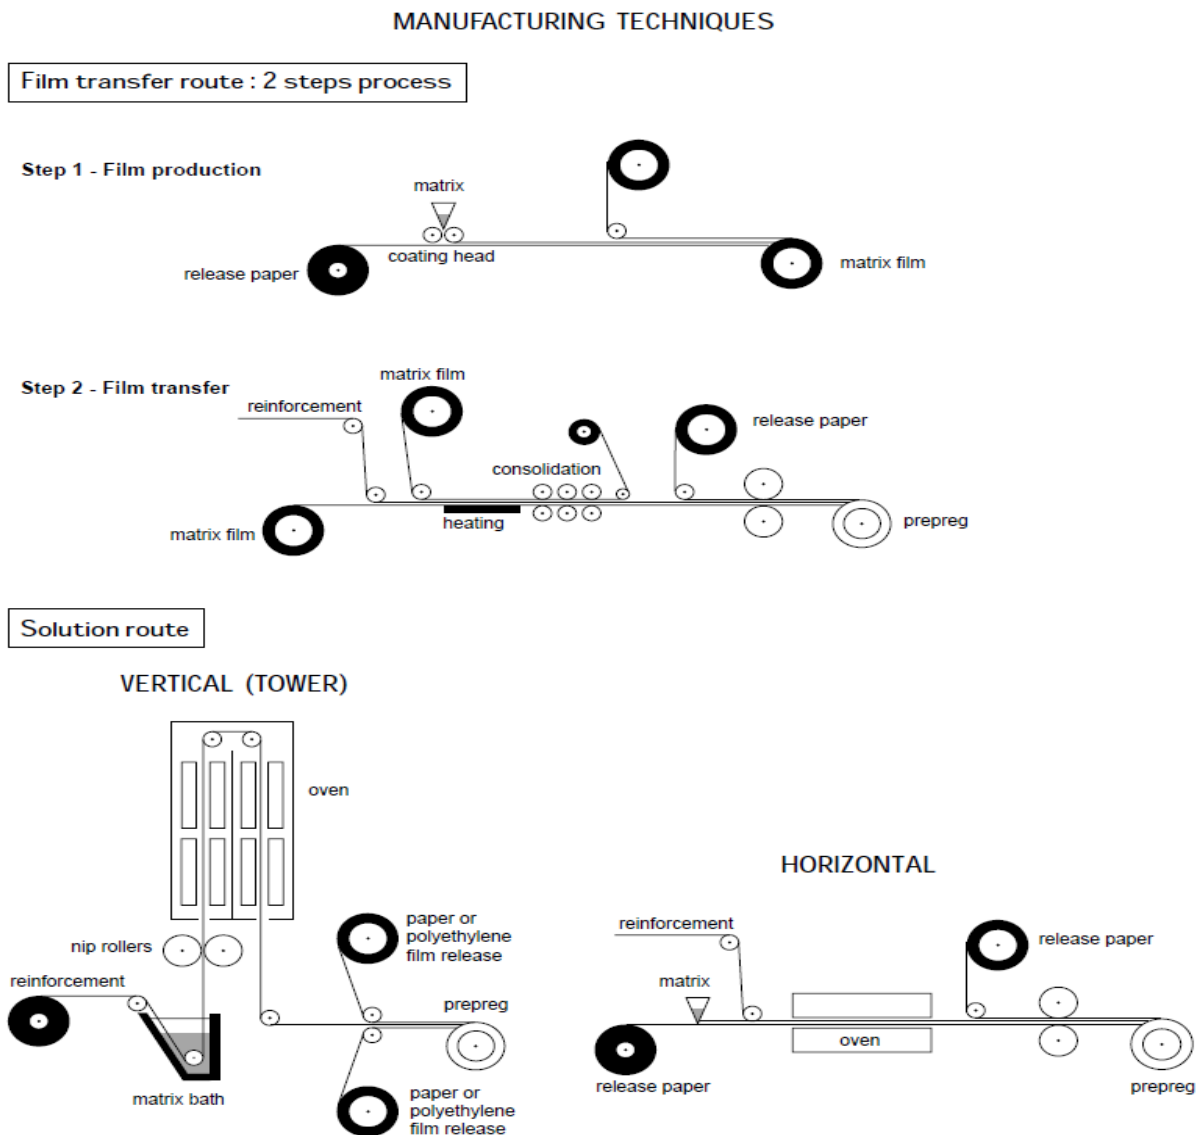 MANUFACTURING TECHNIQUES
Film transfer route : 2 steps process
Step 1 - Film production
matrix
coating head
release paper
matrix film
Step 2 - Film transfer
matrix film
reinforcement
release paper
consolidation
heating
matrix film
prepreg
Solution route
VERTICAL (TOWER)
oven
nip rollers
reinforcement
matrix bath
paper or
polyethylene
film release
prepreg
paper or
polyethylene
film release
HORIZONTAL
reinforcement
release paper
matrix
oven
release paper
prepreg